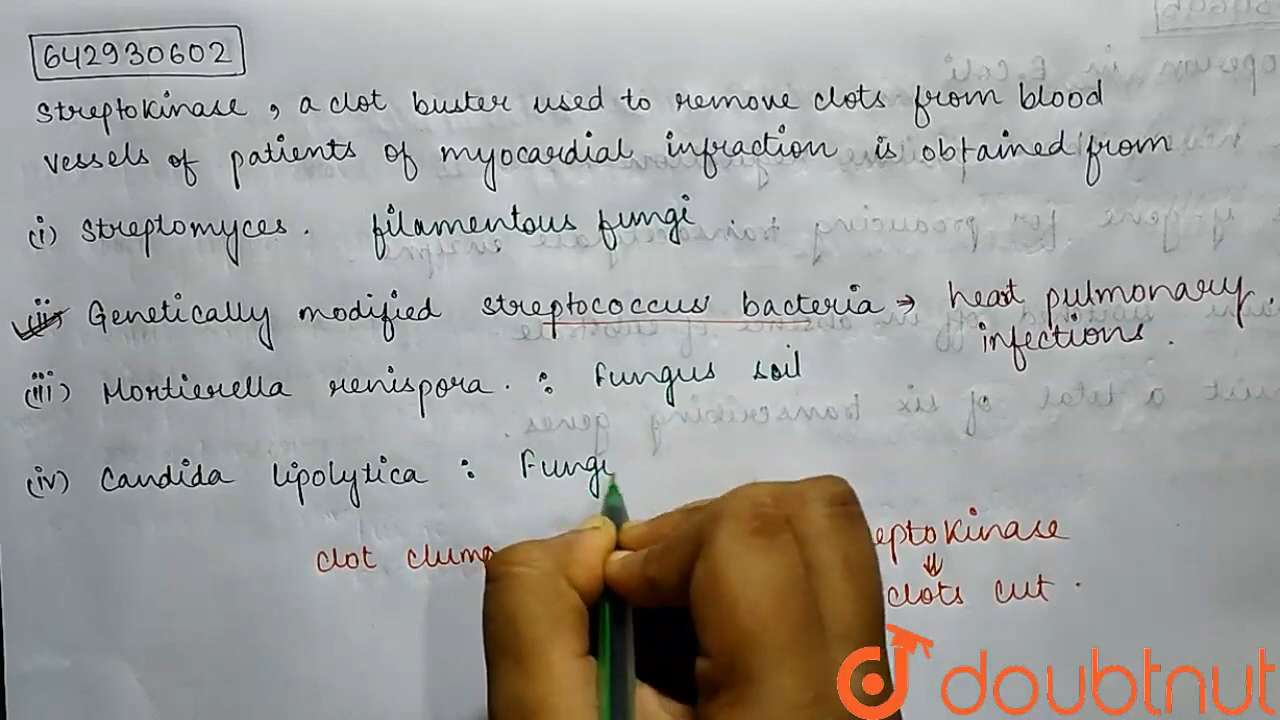 642930602
Streptokinase, a clot buster used to remove clots from blood
vessels of patients of myocardial infraction is obtained from
(i) Streptomyces. filamentous fungi
(ii) Genetically modified streptococcus bacteria → heart pulmonary
infections.
(iii) Mortierella renispora. : Fungus soil
(iv) Candida lipolytica : Fungi
clot
clots cut.
doubtnut